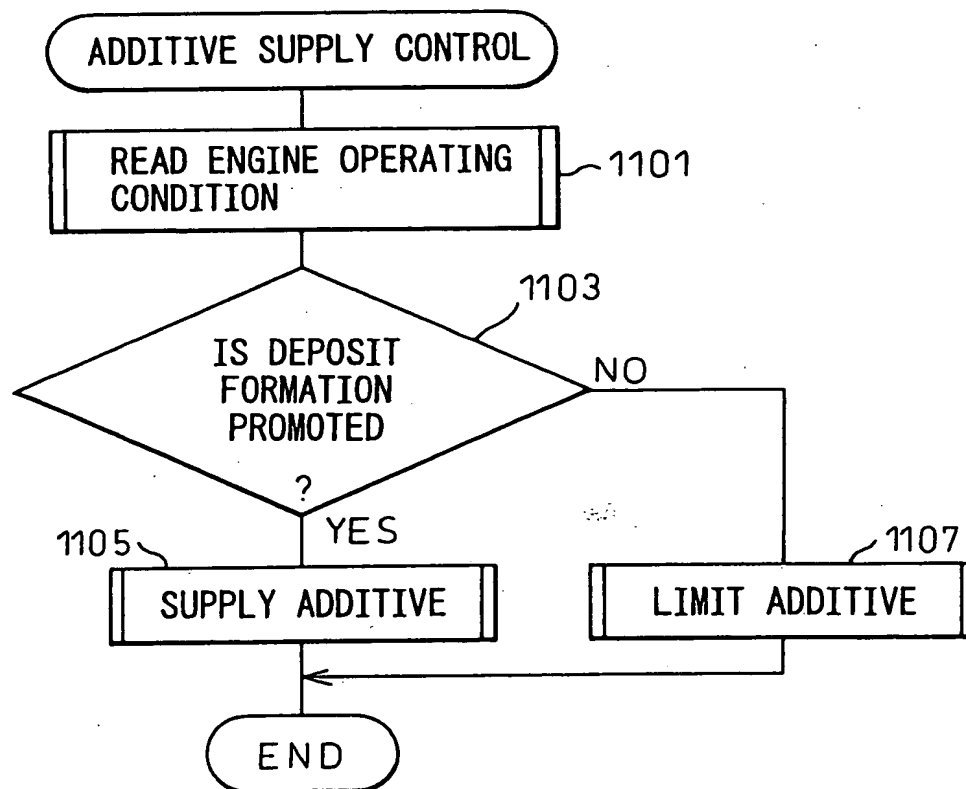 ADDITIVE SUPPLY CONTROL
READ ENGINE OPERATING
CONDITION
1101
1103
IS DEPOSIT
FORMATION
PROMOTED
?
NO
YES
1105
SUPPLY ADDITIVE
1107
LIMIT ADDITIVE
END